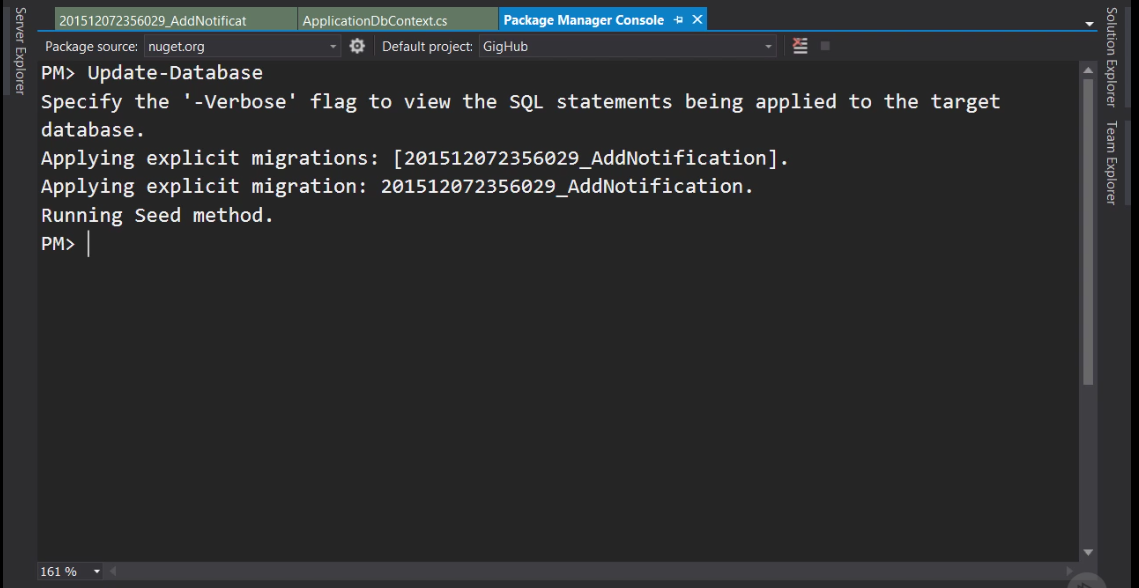 Server Explorer
201512072356029_AddNotificat
ApplicationDbContext.cs
Package Manager Console
Package source: nuget.org
Default project: GigHub
PM> Update-Database
Specify the '-Verbose' flag to view the SQL statements being applied to the target
database.
Applying explicit migrations: [201512072356029_AddNotification].
Applying explicit migration: 201512072356029_AddNotification.
Running Seed method.
PM>
161 %
Solution Explorer
Team Explorer